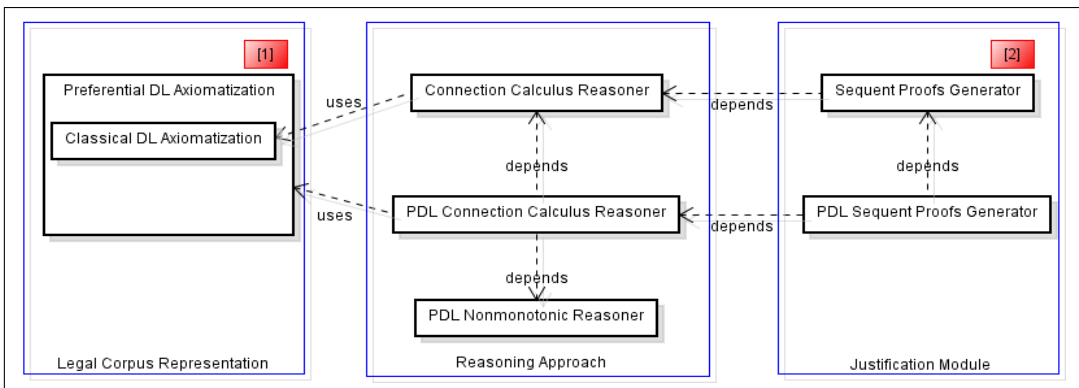 [1]
Preferential DL Axiomatization
Classical DL Axiomatization
Legal Corpus Representation
uses
uses
Connection Calculus Reasoner
depends
PDL Connection Calculus Reasoner
depends
PDL Nonmonotonic Reasoner
Reasoning Approach
depends
depends
[2]
Sequent Proofs Generator
depends
PDL Sequent Proofs Generator
Justification Module